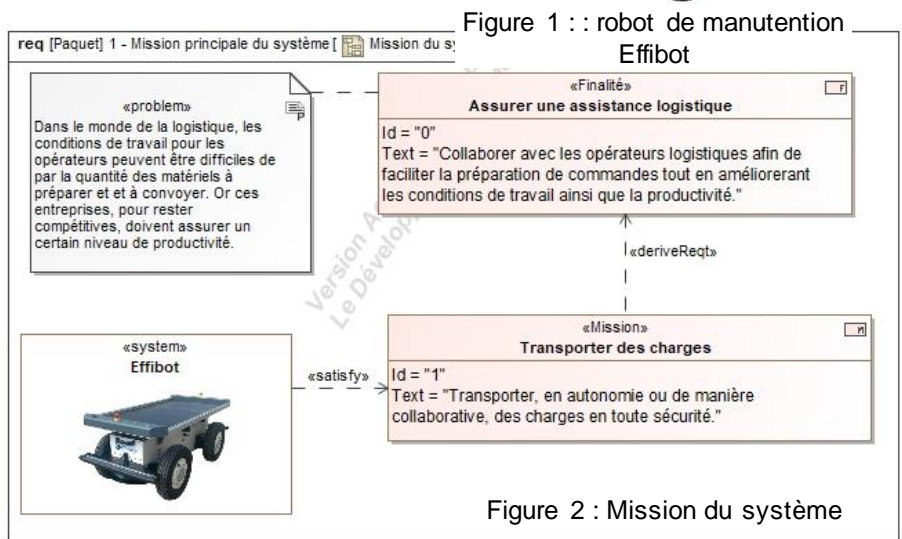 Figure 1 : : robot de manutention
Effibot
req [Paquet] 1 - Mission principale du système [ Mission du sy
«problem»
Dans le monde de la logistique, les
conditions de travail pour les
opérateurs peuvent être difficiles de
par la quantité des matériels à
préparer et et à convoyer. Or ces
entreprises, pour rester
compétitives, doivent assurer un
certain niveau de productivité.
«Finalité»
F
Assurer une assistance logistique
Id = "0"
Text = "Collaborer avec les opérateurs logistiques afin de
faciliter la préparation de commandes tout en améliorerant
les conditions de travail ainsi que la productivité."
«deriveReqt»
«Mission»
M
Transporter des charges
Id = "1"
Text = "Transporter, en autonomie ou de manière
collaborative, des charges en toute sécurité."
«satisfy»
«system»
Effibot
Version A
Le Dévelop
Figure 2 : Mission du système